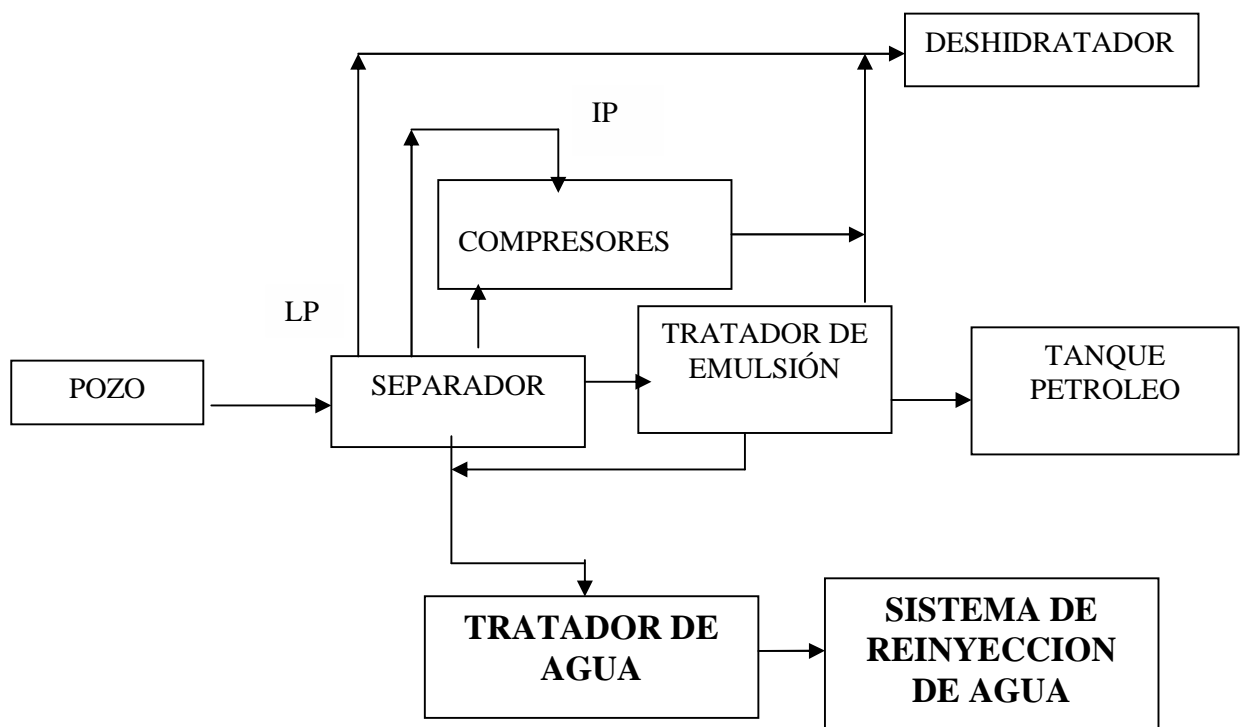 DESHIDRATADOR
IP
COMPRESORES
LP
TRATADOR DE
EMULSIÓN
TANQUE
PETROLEO
POZO
SEPARADOR
TRATADOR DE
AGUA
SISTEMA DE
REINYECCION
DE AGUA